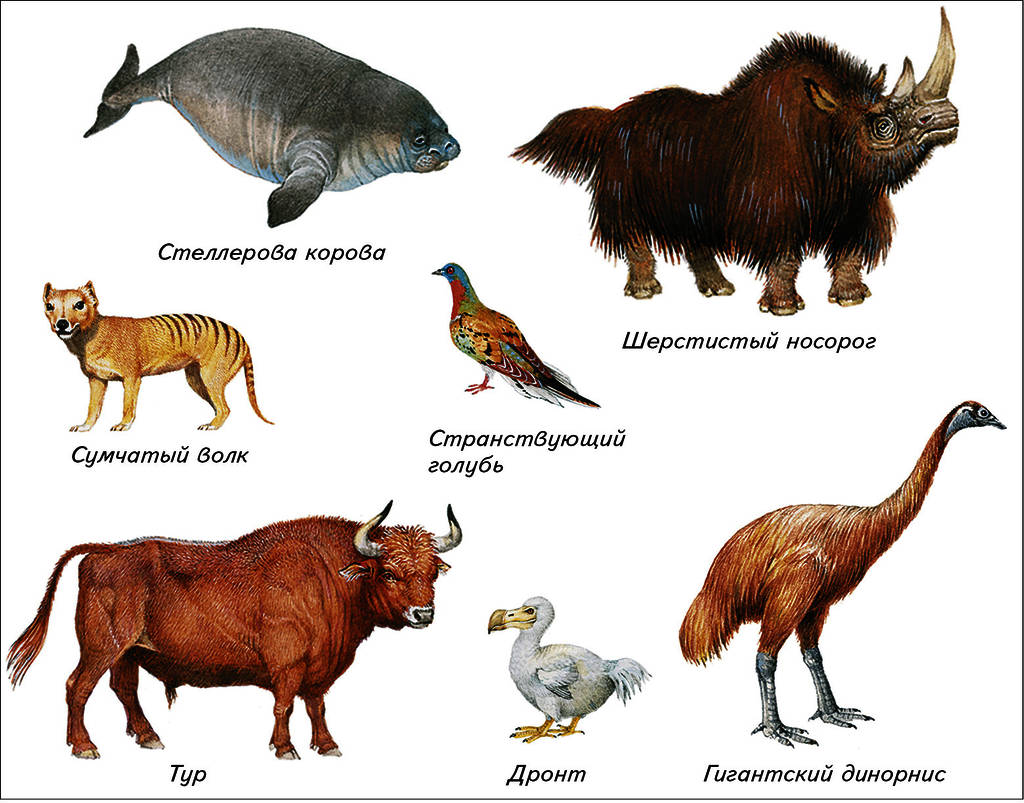 Стеллерова корова
Шерстистый носорог
Сумчатый волк
Странствующий
голубь
Тур
Дронт
Гигантский динорнис